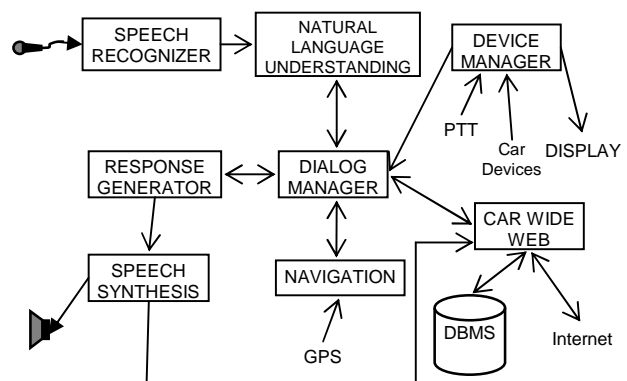 SPEECH
RECOGNIZER
NATURAL
LANGUAGE
UNDERSTANDING
DEVICE
MANAGER
PTT
Car
Devices
DISPLAY
RESPONSE
GENERATOR
DIALOG
MANAGER
CAR WIDE
WEB
SPEECH
SYNTHESIS
NAVIGATION
GPS
DBMS
Internet